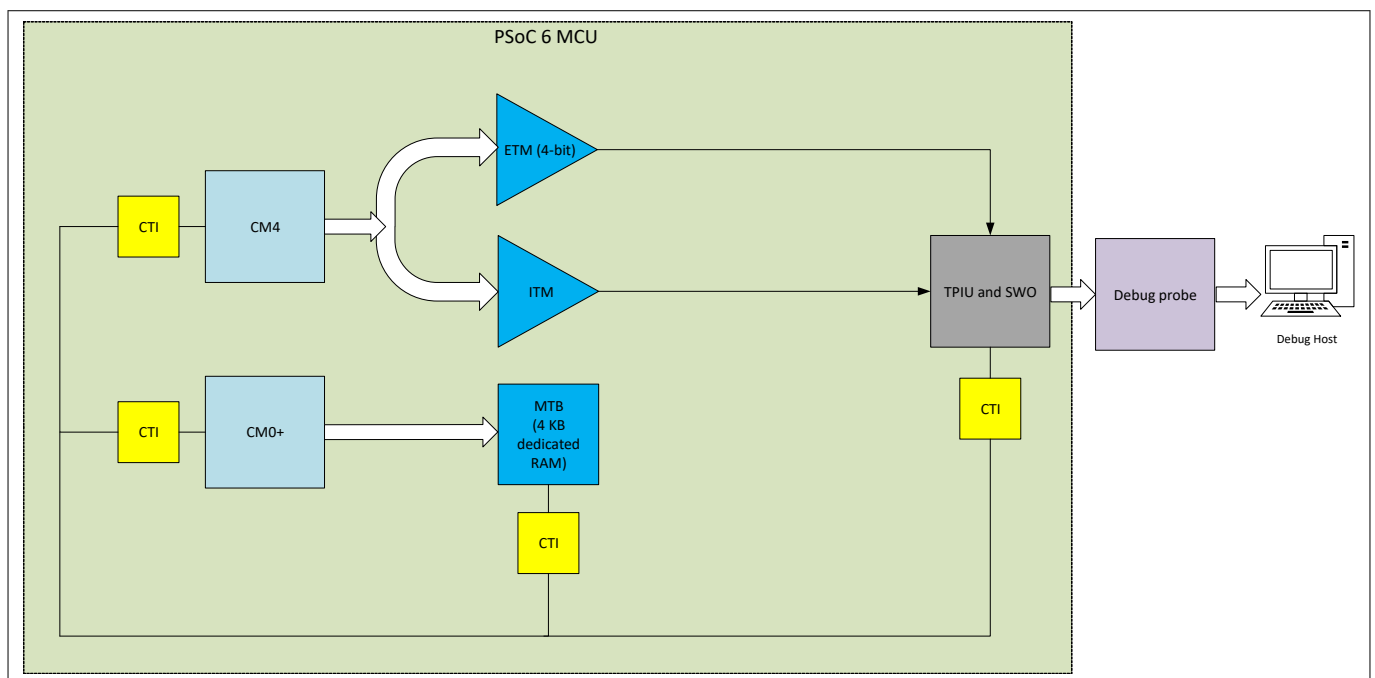 PSoC 6 MCU
ETM (4-bit)
CTI
CM4
ITM
TPIU and SWO
Debug probe
Debug Host
CTI
CM0+
MTB
(4 KB
dedicated
RAM)
CTI
CTI